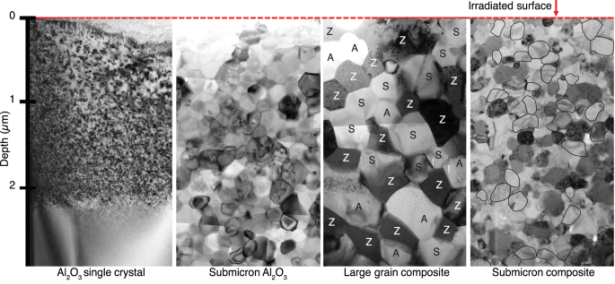 Irradiated surface
0
1
2
Depth (µm)
Z
S
A
Z
S
A
Z
S
Z
Z
S
Z
S
A
Z
S
Z
Z
S
S
A
Z
Z
A
Z
A
Z
Z
S
A
Al₂O₃ single crystal
Submicron Al₂O₃
Large grain composite
Submicron composite